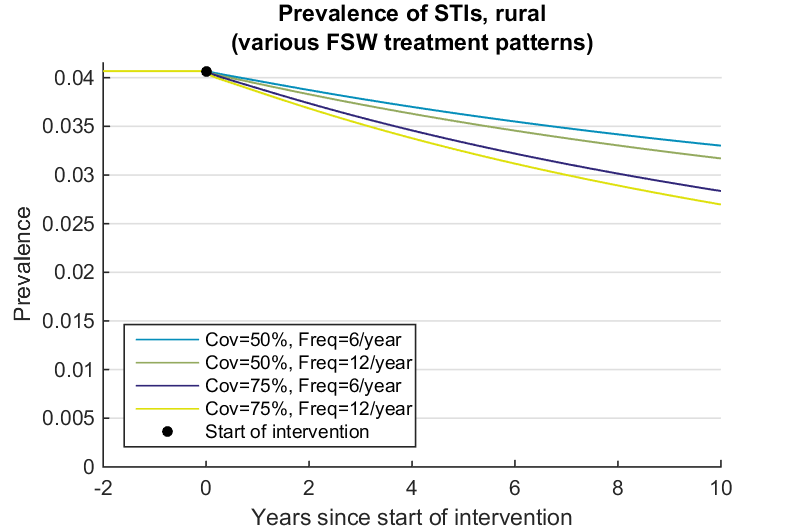 Prevalence of STIs, rural
(various FSW treatment patterns)
Prevalence
0.04
0.035
0.03
0.025
0.02
0.015
0.01
0.005
0
Cov=50%, Freq=6/year
Cov=50%, Freq=12/year
Cov=75%, Freq=6/year
Cov=75%, Freq=12/year
Start of intervention
-2 0 2 4 6 8 10
Years since start of intervention